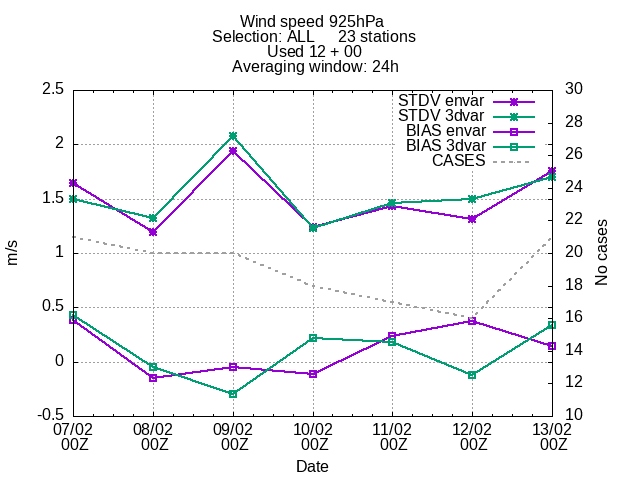 Wind speed 925hPa
Selection: ALL 23 stations
Used 12 + 00
Averaging window: 24h
STDV envar
STDV 3dvar
BIAS envar
BIAS 3dvar
CASES
2.5
2
1.5
1
0.5
0
-0.5
m/s
30
28
26
24
22
20
18
16
14
12
10
No cases
07/02 08/02 09/02 10/02 11/02 12/02 13/02
00Z 00Z 00Z 00Z 00Z 00Z 00Z
Date